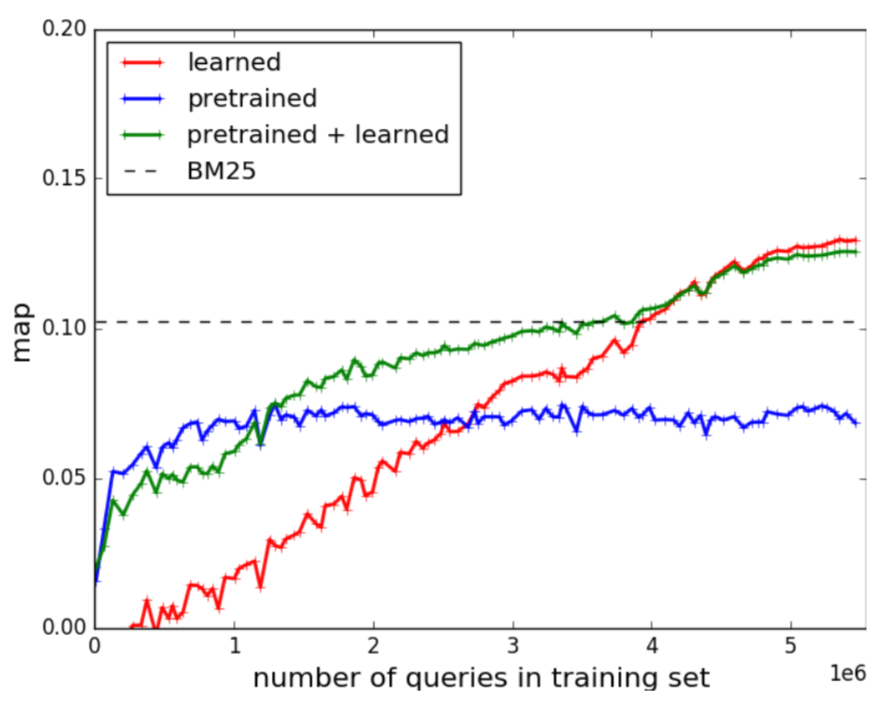 0.20
learned
pretrained
pretrained + learned
BM25
0.15
0.10
map
0.05
0.00
0 1 2 3 4 5
1e6
number of queries in training set